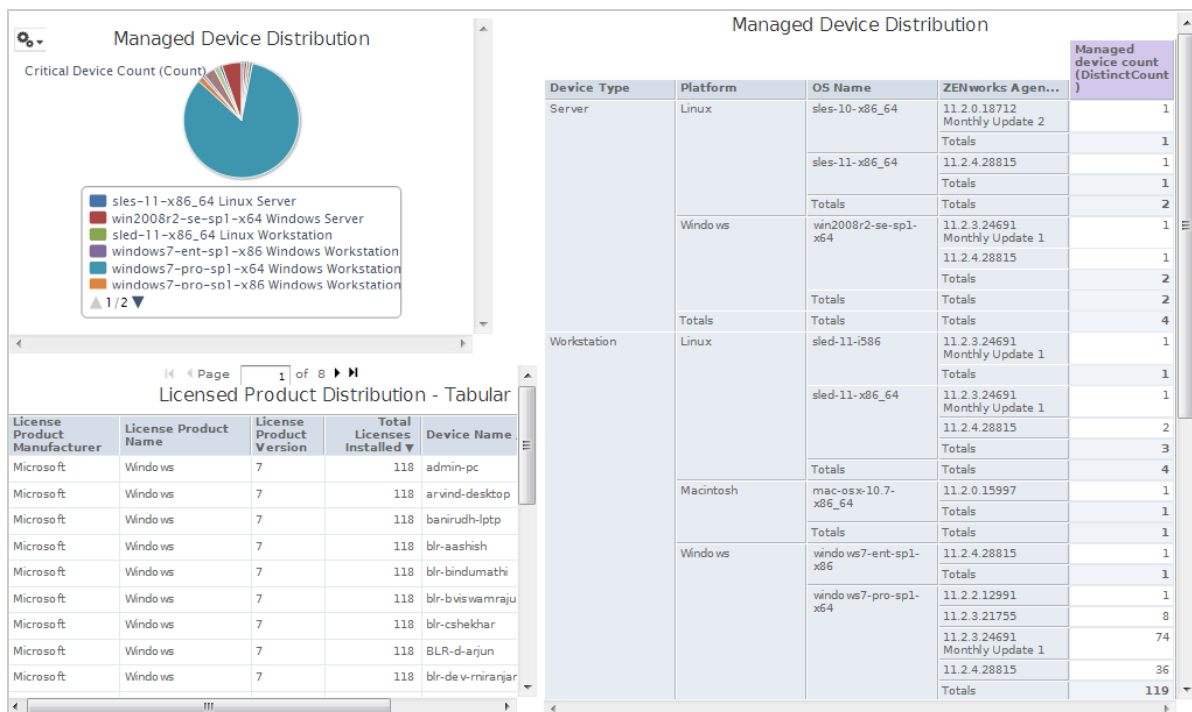 Managed Device Distribution
Critical Device Count (Count)
sles-11-x86_64 Linux Server
win2008r2-se-sp1-x64 Windows Server
sled-11-x86_64 Linux Workstation
windows7-ent-sp1-x86 Windows Workstation
windows7-pro-sp1-x64 Windows Workstation
windows7-pro-sp1-x86 Windows Workstation
1/2
Page 1 of 8
Licensed Product Distribution - Tabular
License Product Manufacturer License Product Name License Product Version Total Licenses Installed Device Name
Microsoft Windows 7 118 admin-pc
Microsoft Windows 7 118 arvind-desktop
Microsoft Windows 7 118 banirudh-lptp
Microsoft Windows 7 118 blr-aashish
Microsoft Windows 7 118 blr-bindumathi
Microsoft Windows 7 118 blr-bviswamraju
Microsoft Windows 7 118 blr-cshekhar
Microsoft Windows 7 118 BLR-d-arjun
Microsoft Windows 7 118 blr-dev-rniranjan
Managed Device Distribution
Device Type Platform OS Name ZENworks Agen... Managed device count (DistinctCount)
Server Linux sles-10-x86_64 11.2.0.18712 Monthly Update 2 1
Totals 1
sles-11-x86_64 11.2.4.28815 1
Totals 1
Totals Totals 2
Windows win2008r2-se-sp1-x64 11.2.3.24691 Monthly Update 1 1
11.2.4.28815 1
Totals 2
Totals Totals 2
Totals Totals Totals 4
Workstation Linux sled-11-i586 11.2.3.24691 Monthly Update 1 1
Totals 1
sled-11-x86_64 11.2.3.24691 Monthly Update 1 1
11.2.4.28815 2
Totals 3
Totals Totals 4
Macintosh mac-osx-10.7-x86_64 11.2.0.15997 1
Totals 1
Totals Totals 1
Windows windows7-ent-sp1-x86 11.2.4.28815 1
Totals 1
windows7-pro-sp1-x64 11.2.2.12991 1
11.2.3.21755 8
11.2.3.24691 Monthly Update 1 74
11.2.4.28815 36
Totals 119